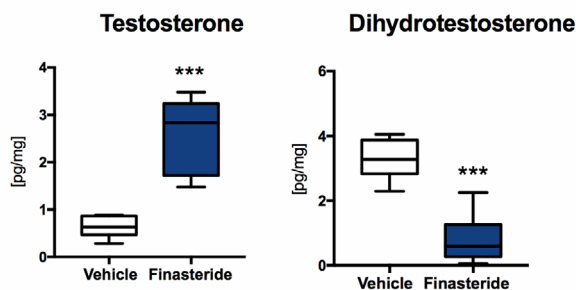 Testosterone
[pg/mg]
4
3
2
1
0
***
Vehicle Finasteride
Dihydrotestosterone
[pg/mg]
6
4
2
0
***
Vehicle Finasteride